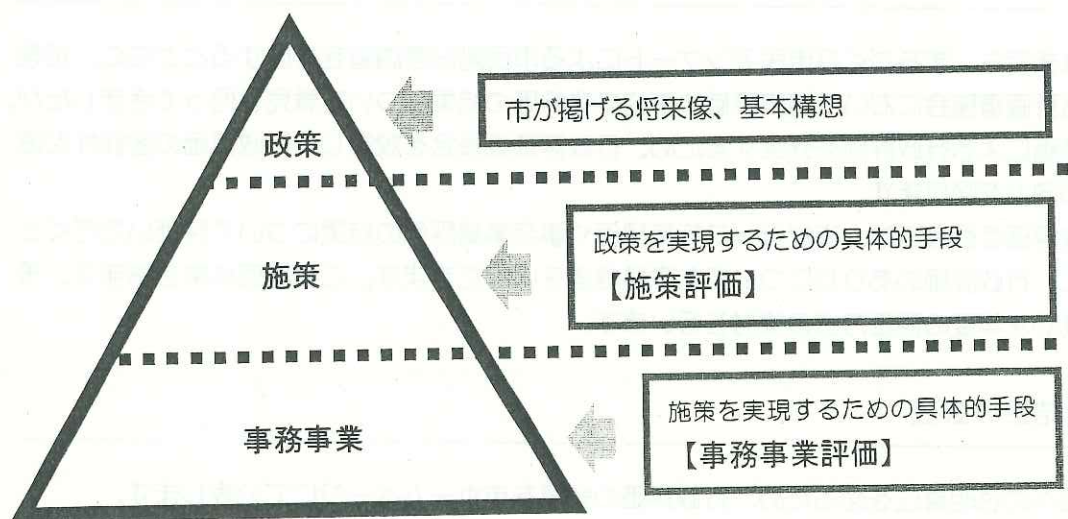 市が掲げる将来像、基本構想
政策
政策を実現するための具体的手段
【施策評価】
施策
施策を実現するための具体的手段
【事務事業評価】
事務事業